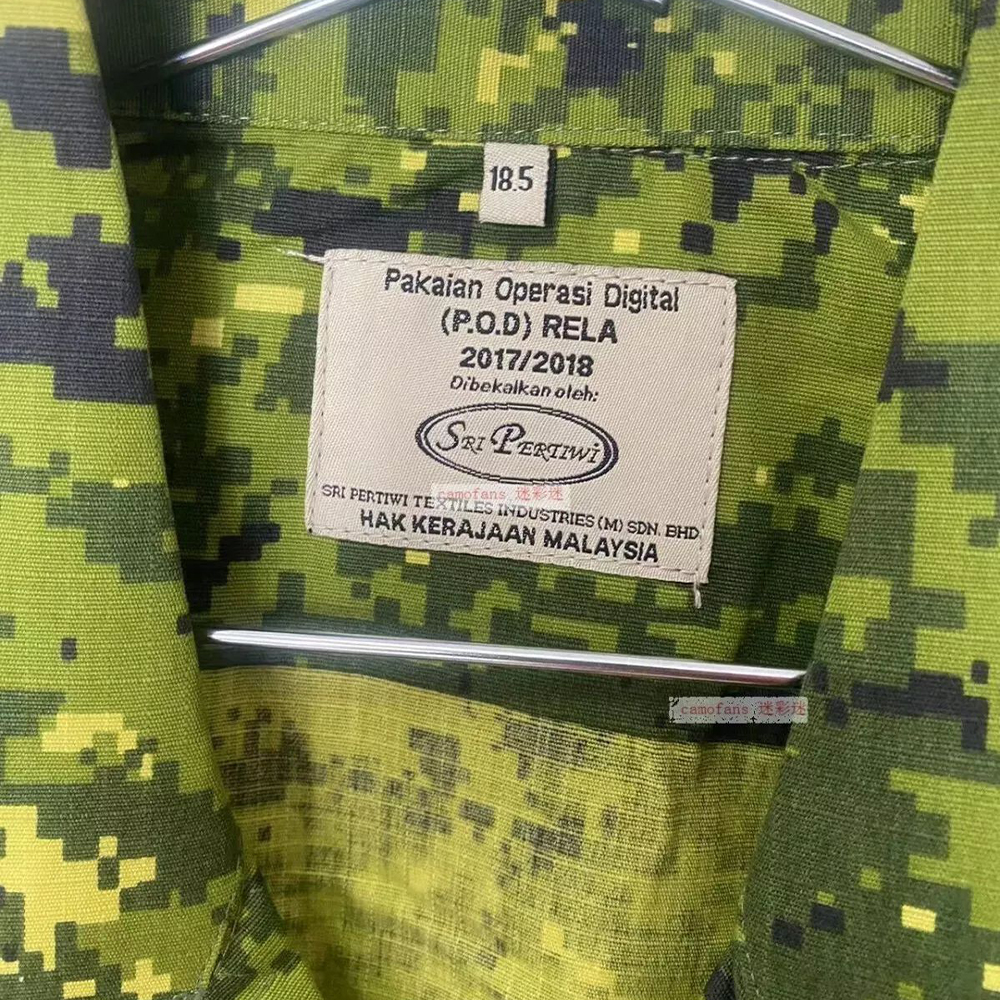 18.5
Pakaian Operasi Digital
(P.O.D) RELA
2017/2018
Dibekalkan oleh:
SRI PERTIWI
camofans 迷彩迷
SRI PERTIWI TEXTILES INDUSTRIES (M) SDN. BHD
HAK KERAJAAN MALAYSIA
camofans 迷彩迷